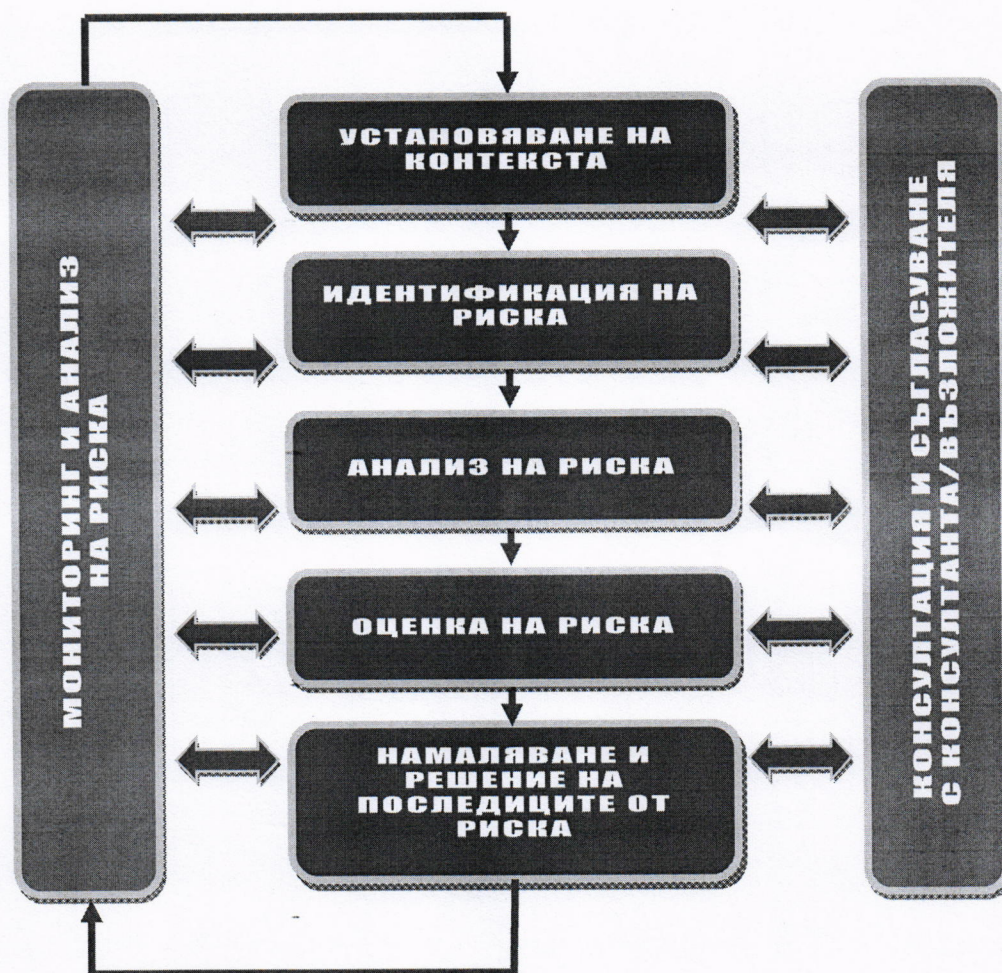 УСТАНОВЯВАНЕ НА
КОНТЕКСТА
ИДЕНТИФИКАЦИЯ НА
РИСКА
АНАЛИЗ НА РИСКА
ОЦЕНКА НА РИСКА
НАМАЛЯВАНЕ И
РЕШЕНИЕ НА
ПОСЛЕДИЦИТЕ ОТ
РИСКА
МОНИТОРИНГ И АНАЛИЗ
НА РИСКА
КОНСУЛТАЦИЯ И СЪГЛАСУВАНЕ
С КОНСУЛТАНТА/ВЪЗЛОЖИТЕЛЯ